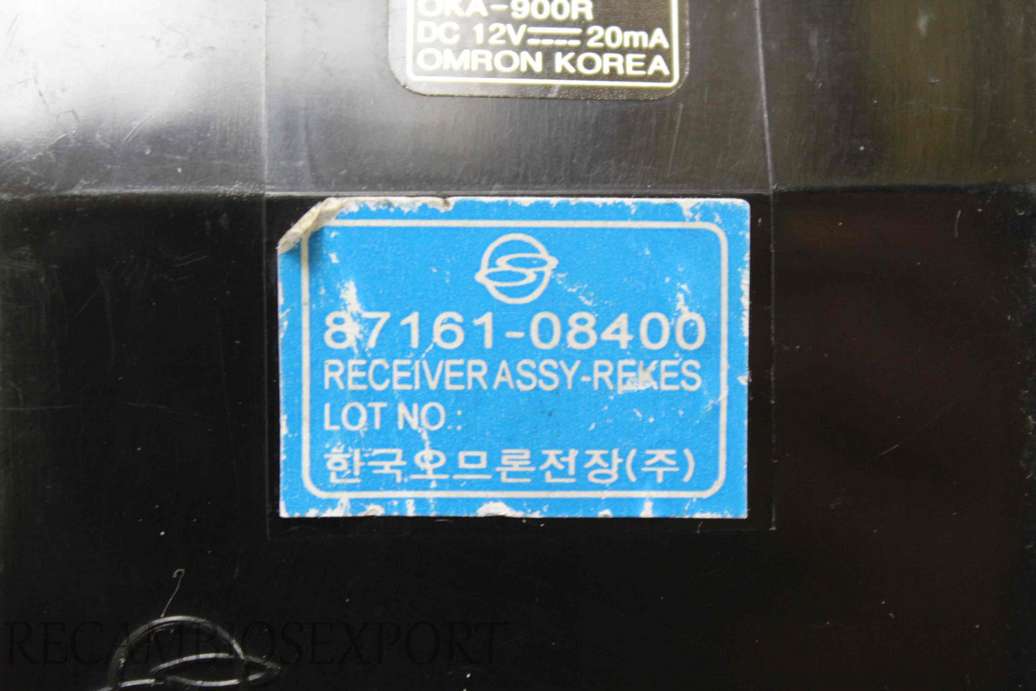 OKA-900R
DC 12V 20mA
OMRON KOREA
87161-08400
RECEIVER ASSY-REKES
LOT NO :
한국오므론전장(주)
RECAMBIOSEXPORT